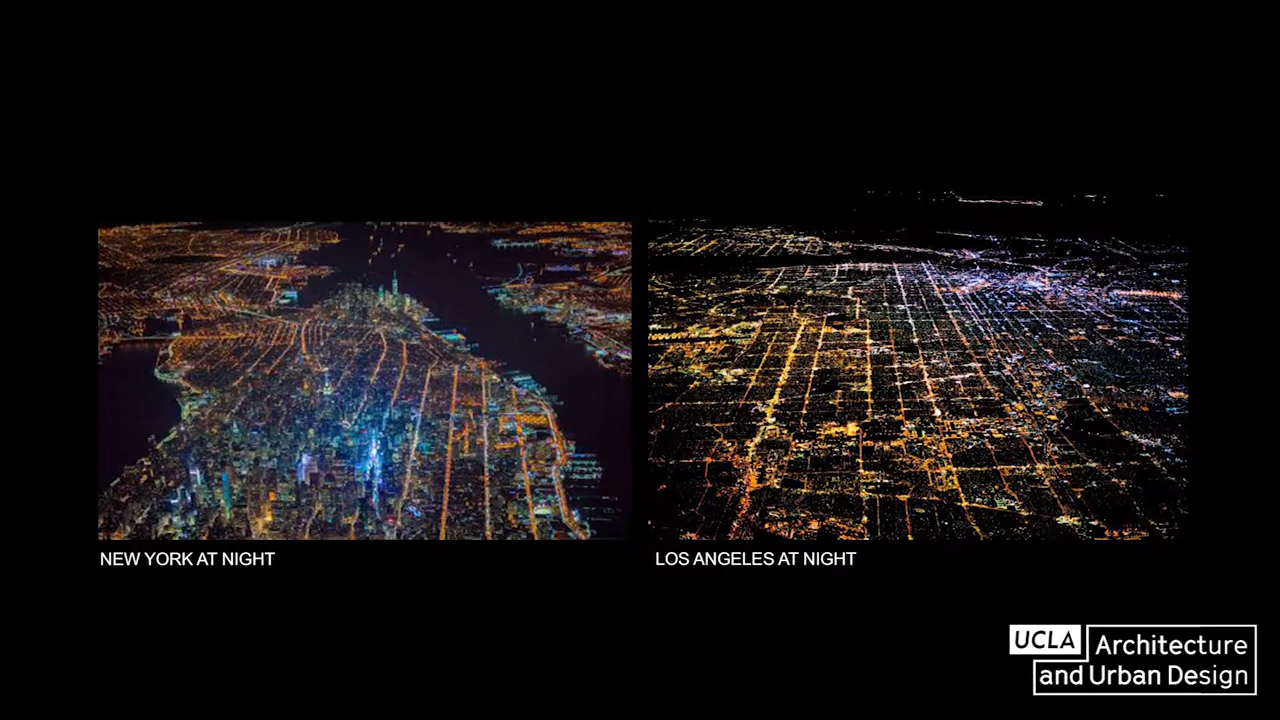 NEW YORK AT NIGHT
LOS ANGELES AT NIGHT
UCLA Architecture
and Urban Design